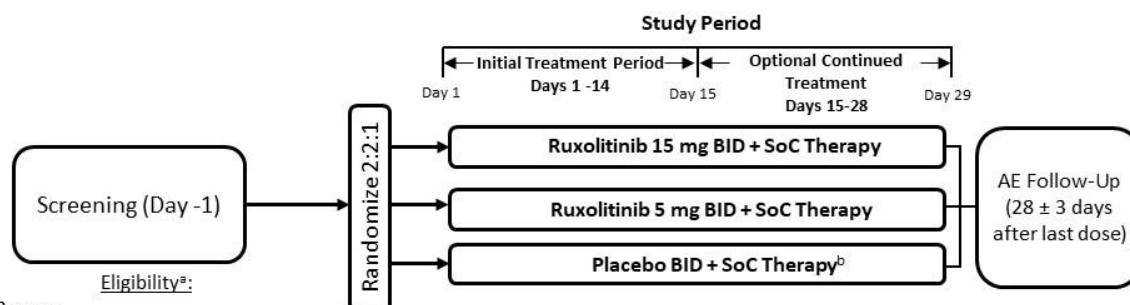 Study Period
Initial Treatment Period
Days 1 -14
Optional Continued
Treatment
Days 15-28
Day 1
Day 15
Day 29
Screening (Day -1)
Eligibilityᵃ:
Randomize 2:2:1
Ruxolitinib 15 mg BID + SoC Therapy
Ruxolitinib 5 mg BID + SoC Therapy
Placebo BID + SoC Therapyᵇ
AE Follow-Up
(28 ± 3 days
after last dose)